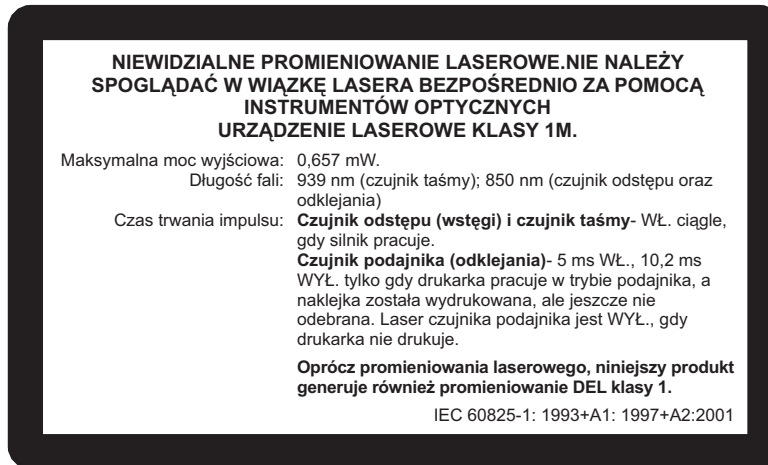 NIEWIDZIALNE PROMIENIOWANIE LASEROWE.NIE NALEŻY
SPOGLĄDAĆ W WIĄZKĘ LASERA BEZPOŚREDNIO ZA POMOCĄ
INSTRUMENTÓW OPTYCZNYCH
URZĄDZENIE LASEROWE KLASY 1M.
Maksymalna moc wyjściowa: 0,657 mW.
Długość fali: 939 nm (czujnik taśmy); 850 nm (czujnik odstępu oraz
odklejania)
Czas trwania impulsu: Czujnik odstępu (wstęgi) i czujnik taśmy- WŁ. ciągle,
gdy silnik pracuje.
Czujnik podajnika (odklejania)- 5 ms WŁ., 10,2 ms
WYŁ. tylko gdy drukarka pracuje w trybie podajnika, a
naklejka została wydrukowana, ale jeszcze nie
odebrana. Laser czujnika podajnika jest WYŁ., gdy
drukarka nie drukuje.
Oprócz promieniowania laserowego, niniejszy produkt
generuje również promieniowanie DEL klasy 1.
IEC 60825-1: 1993+A1: 1997+A2:2001